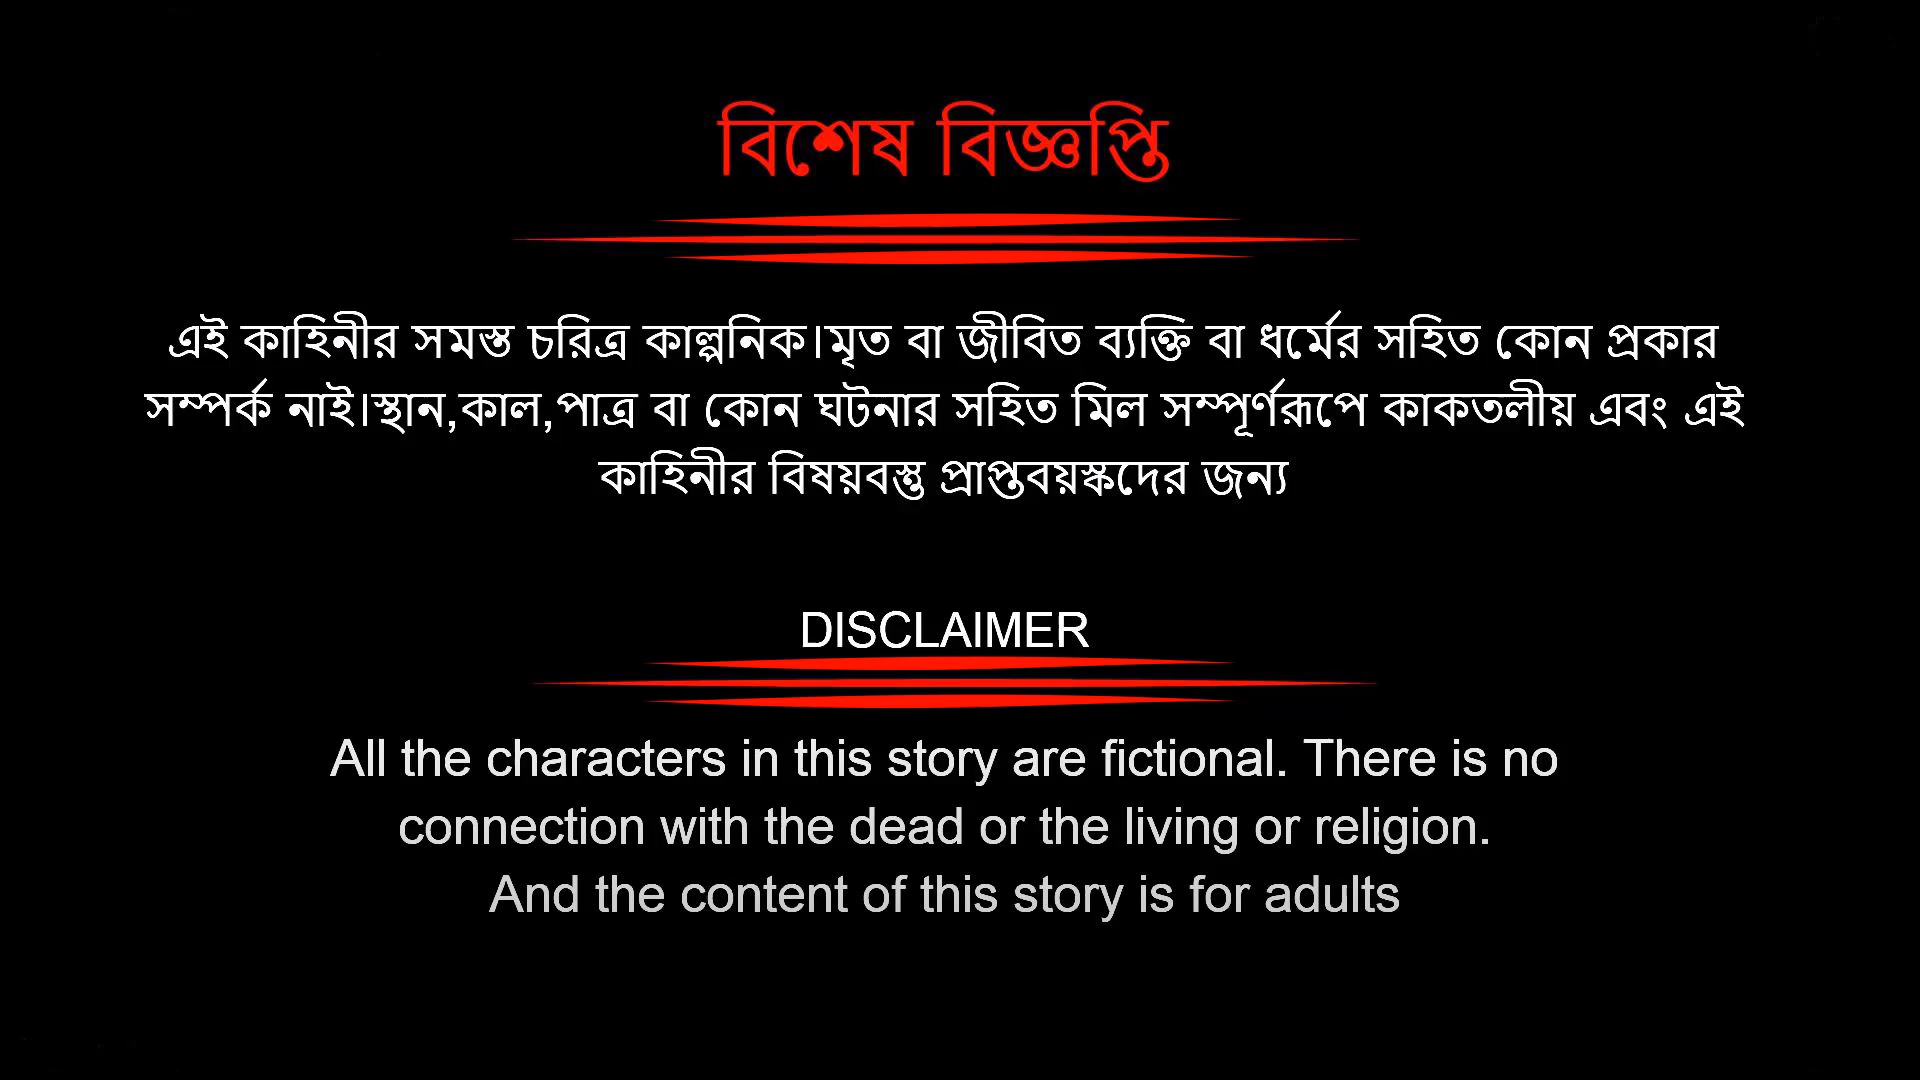 বিশেষ বিজ্ঞপ্তি
এই কাহিনীর সমস্ত চরিত্র কাল্পনিক।মৃত বা জীবিত ব্যক্তি বা ধর্মের সহিত কোন প্রকার
সম্পর্ক নাই।স্থান,কাল,পাত্র বা কোন ঘটনার সহিত মিল সম্পূর্ণরূপে কাকতলীয় এবং এই
কাহিনীর বিষয়বস্তু প্রাপ্তবয়স্কদের জন্য
DISCLAIMER
All the characters in this story are fictional. There is no
connection with the dead or the living or religion.
And the content of this story is for adults